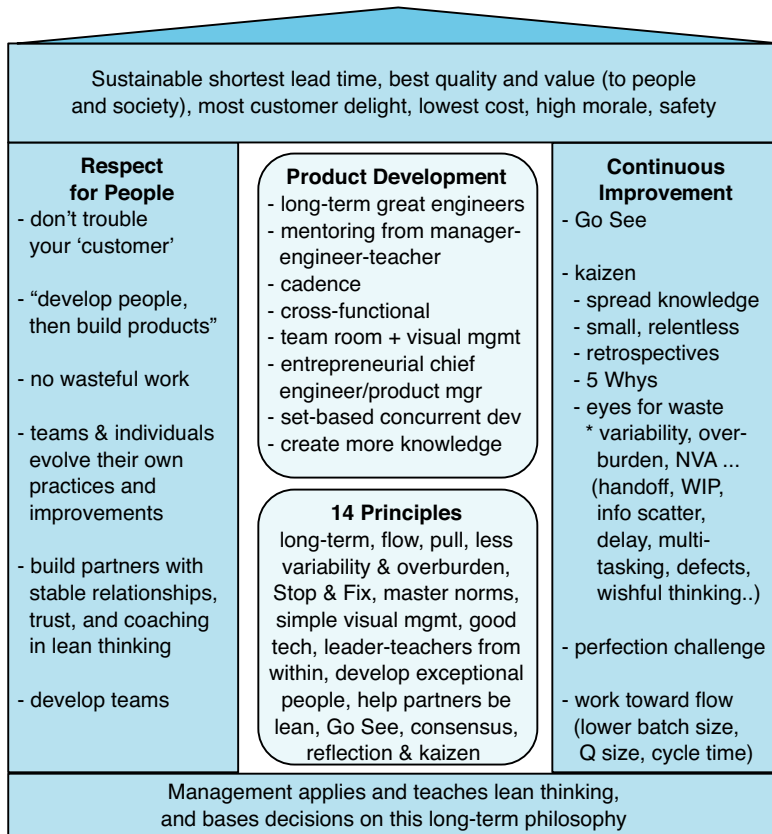 Sustainable shortest lead time, best quality and value (to people
and society), most customer delight, lowest cost, high morale, safety
Respect
for People
- don’t trouble
your ‘customer’
- “develop people,
then build products”
- no wasteful work
- teams & individuals
evolve their own
practices and
improvements
- build partners with
stable relationships,
trust, and coaching
in lean thinking
- develop teams
Product Development
- long-term great engineers
- mentoring from manager-
engineer-teacher
- cadence
- cross-functional
- team room + visual mgmt
- entrepreneurial chief
engineer/product mgr
- set-based concurrent dev
- create more knowledge
14 Principles
long-term, flow, pull, less
variability & overburden,
Stop & Fix, master norms,
simple visual mgmt, good
tech, leader-teachers from
within, develop exceptional
people, help partners be
lean, Go See, consensus,
reflection & kaizen
Continuous
Improvement
- Go See
- kaizen
- spread knowledge
- small, relentless
- retrospectives
- 5 Whys
- eyes for waste
* variability, over-
burden, NVA ...
(handoff, WIP,
info scatter,
delay, multi-
tasking, defects,
wishful thinking..)
- perfection challenge
- work toward flow
(lower batch size,
Q size, cycle time)
Management applies and teaches lean thinking,
and bases decisions on this long-term philosophy